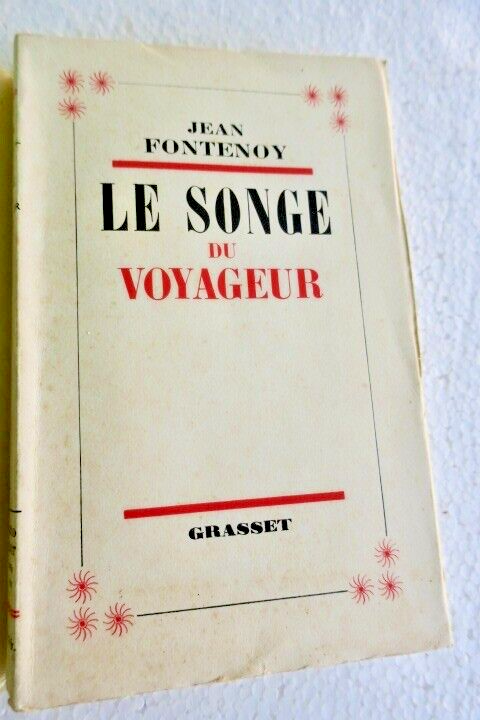 JEAN
FONTENOY
LE SONGE
DU
VOYAGEUR
GRASSET